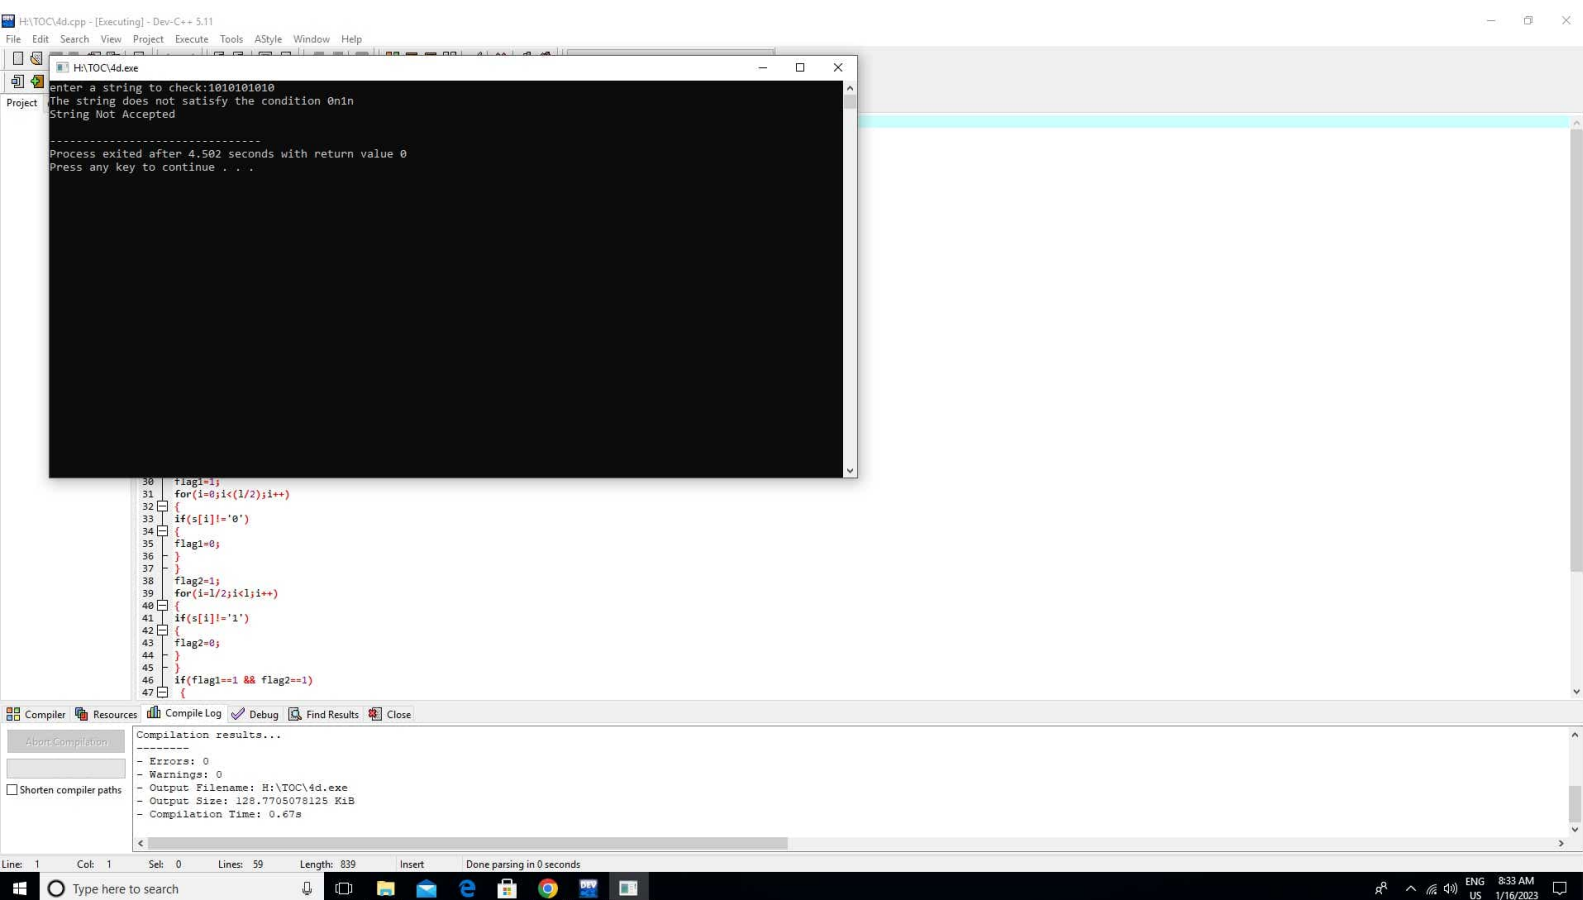 H:\TOC\4d.cpp - [Executing] - Dev-C++ 5.11
File Edit Search View Project Execute Tools AStyle Window Help
H:\TOC\4d.exe
enter a string to check:1010101010
The string does not satisfy the condition 0n1n
String Not Accepted
--------------------------------
Process exited after 4.502 seconds with return value 0
Press any key to continue . . .
Project
30 flag1=1;
31 for(i=0;i<(l/2);i++)
32 {
33 if(s[i]!='0')
34 {
35 flag1=0;
36 }
37 }
38 flag2=1;
39 for(i=l/2;i<l;i++)
40 {
41 if(s[i]!='1')
42 {
43 flag2=0;
44 }
45 }
46 if(flag1==1 && flag2==1)
47 {
Compiler Resources Compile Log Debug Find Results Close
Abort Compilation
Shorten compiler paths
Compilation results...
--------
- Errors: 0
- Warnings: 0
- Output Filename: H:\TOC\4d.exe
- Output Size: 128.7705078125 KiB
- Compilation Time: 0.67s
Line: 1 Col: 1 Sel: 0 Lines: 59 Length: 839 Insert Done parsing in 0 seconds
Type here to search
DEV
ENG
US
8:33 AM
1/16/2023